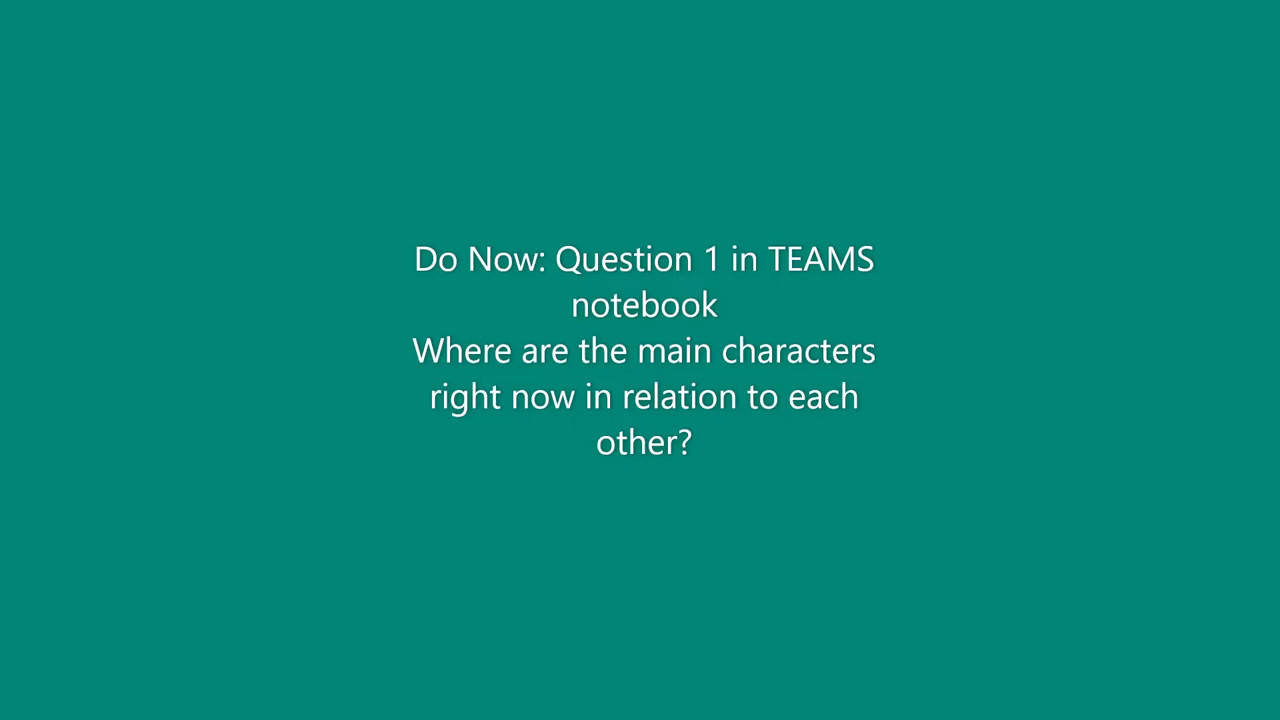 Do Now: Question 1 in TEAMS
notebook
Where are the main characters
right now in relation to each
other?